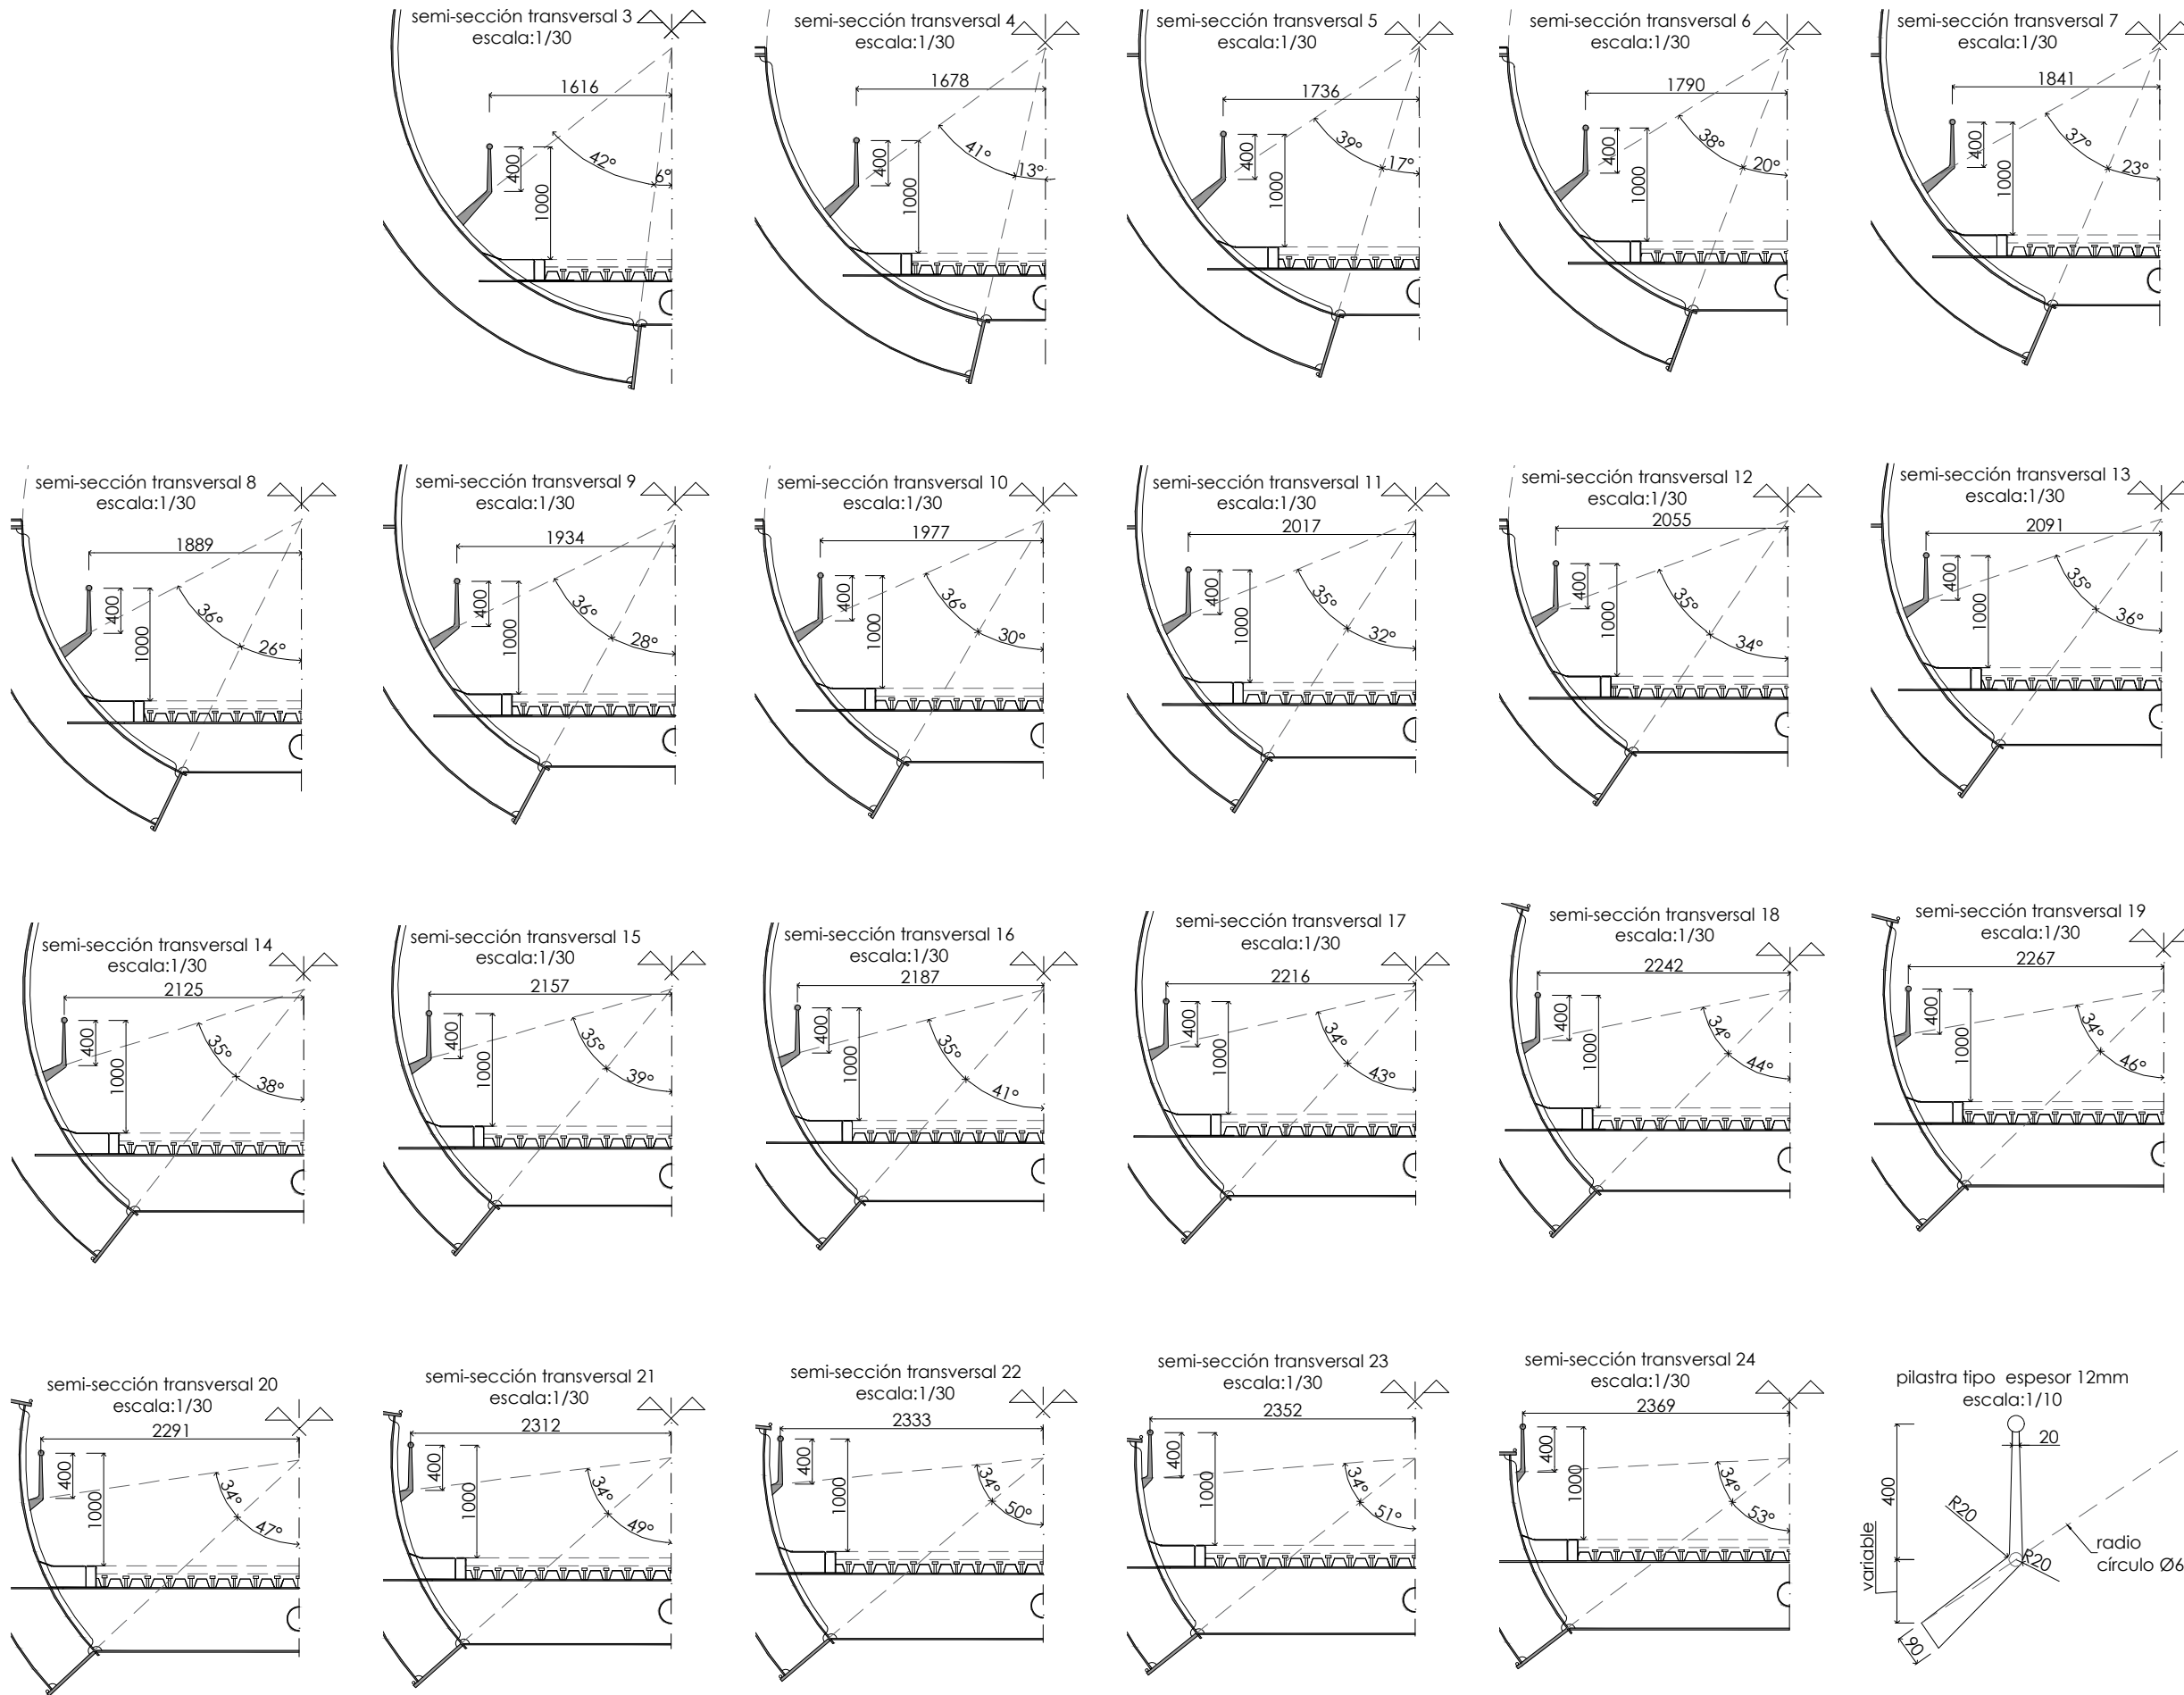 semi-sección transversal 3
escala:1/30
1616
400
1000
42°
6°
semi-sección transversal 4
escala:1/30
1678
400
1000
41°
13°
semi-sección transversal 5
escala:1/30
1736
400
1000
39°
17°
semi-sección transversal 6
escala:1/30
1790
400
1000
38°
20°
semi-sección transversal 7
escala:1/30
1841
400
1000
37°
23°
semi-sección transversal 8
escala:1/30
1889
400
1000
36°
26°
semi-sección transversal 9
escala:1/30
1934
400
1000
36°
28°
semi-sección transversal 10
escala:1/30
1977
400
1000
36°
30°
semi-sección transversal 11
escala:1/30
2017
400
1000
35°
32°
semi-sección transversal 12
escala:1/30
2055
400
1000
35°
34°
semi-sección transversal 13
escala:1/30
2091
400
1000
35°
36°
semi-sección transversal 14
escala:1/30
2125
400
1000
35°
38°
semi-sección transversal 15
escala:1/30
2157
400
1000
35°
39°
semi-sección transversal 16
escala:1/30
2187
400
1000
35°
41°
semi-sección transversal 17
escala:1/30
2216
400
1000
34°
43°
semi-sección transversal 18
escala:1/30
2242
400
1000
34°
44°
semi-sección transversal 19
escala:1/30
2267
400
1000
34°
46°
semi-sección transversal 20
escala:1/30
2291
400
1000
34°
47°
semi-sección transversal 21
escala:1/30
2312
400
1000
34°
49°
semi-sección transversal 22
escala:1/30
2333
400
1000
34°
50°
semi-sección transversal 23
escala:1/30
2352
400
1000
34°
51°
semi-sección transversal 24
escala:1/30
2369
400
1000
34°
53°
pilastra tipo espesor 12mm
escala:1/10
20
400
R20
R20
variable
90
radio
círculo Ø6